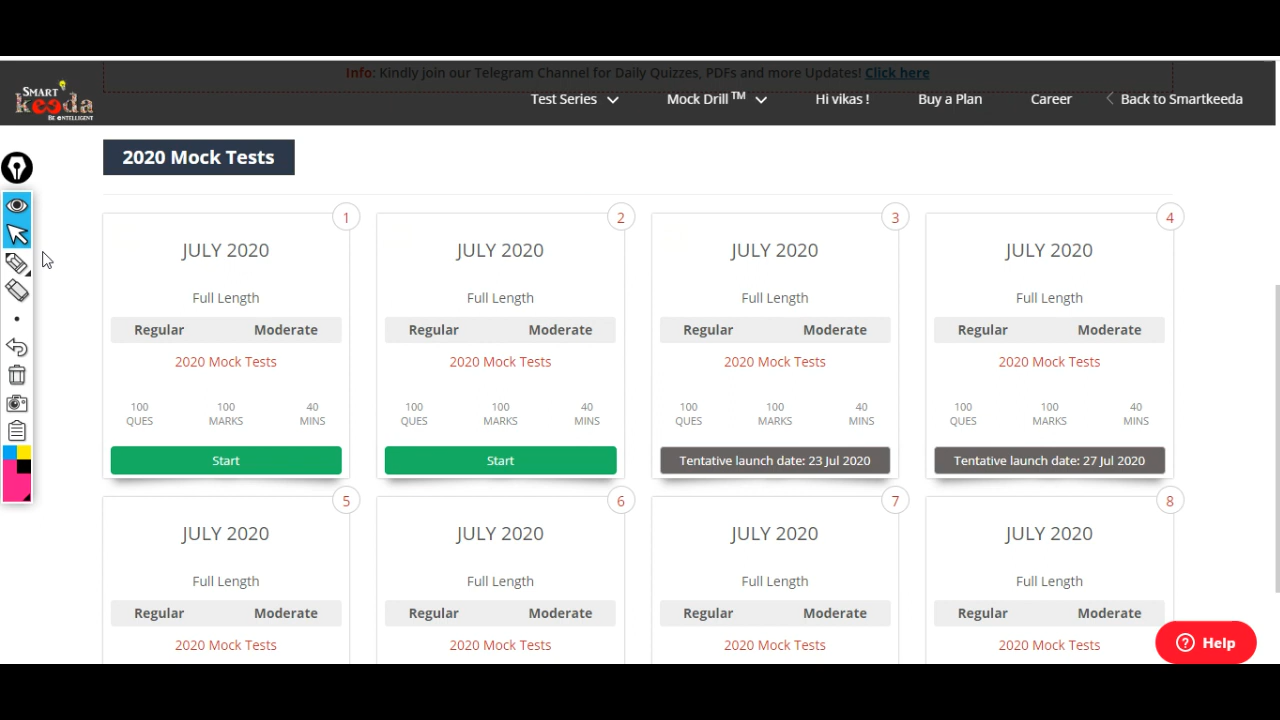 Info: Kindly join our Telegram Channel for Daily Quizzes, PDFs and more Updates! Click here
SMART
keeda
BE eNTELLIGENT
Test Series
Mock Drill TM
Hi vikas !
Buy a Plan
Career
Back to Smartkeeda
2020 Mock Tests
1
JULY 2020
Full Length
Regular Moderate
2020 Mock Tests
100 100 40
QUES MARKS MINS
Start
2
JULY 2020
Full Length
Regular Moderate
2020 Mock Tests
100 100 40
QUES MARKS MINS
Start
3
JULY 2020
Full Length
Regular Moderate
2020 Mock Tests
100 100 40
QUES MARKS MINS
Tentative launch date: 23 Jul 2020
4
JULY 2020
Full Length
Regular Moderate
2020 Mock Tests
100 100 40
QUES MARKS MINS
Tentative launch date: 27 Jul 2020
5
JULY 2020
Full Length
Regular Moderate
2020 Mock Tests
6
JULY 2020
Full Length
Regular Moderate
2020 Mock Tests
7
JULY 2020
Full Length
Regular Moderate
2020 Mock Tests
8
JULY 2020
Full Length
Regular Moderate
2020 Mock Tests
Help